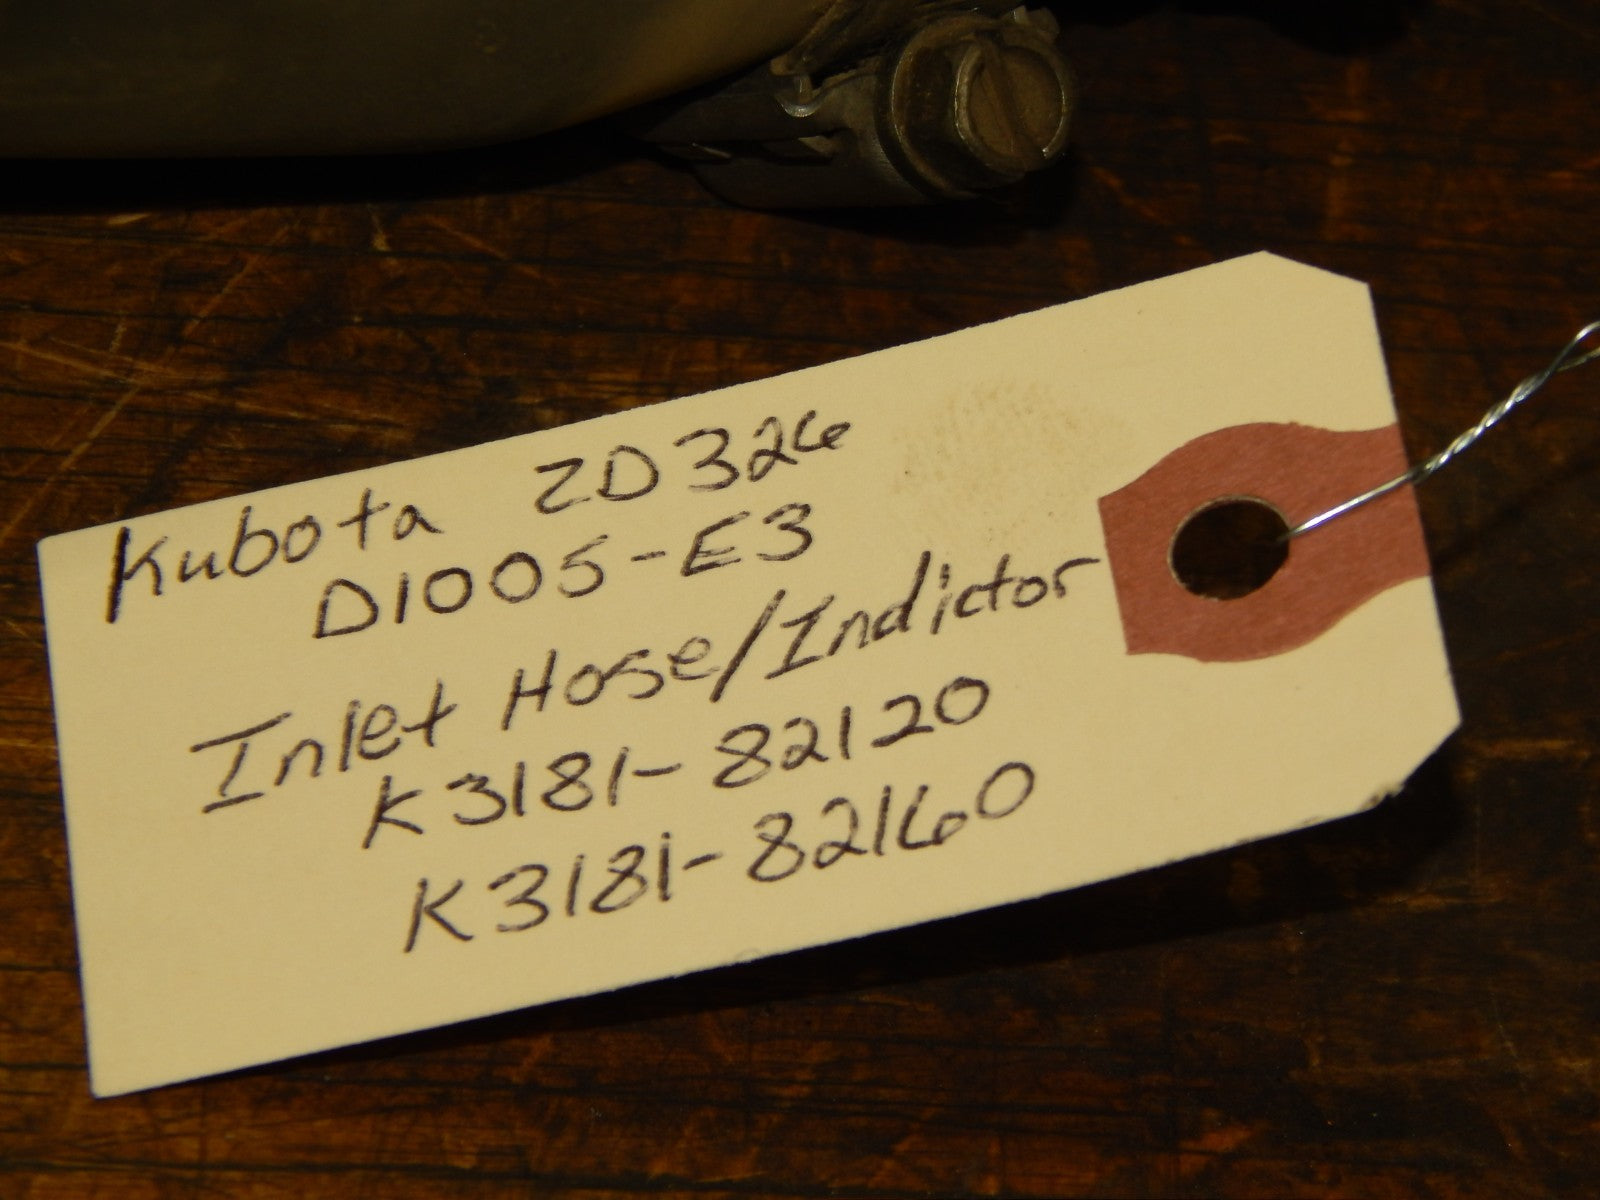 Kubota ZD326
D1005-E3
Inlet Hose/Indictor
K3181-82120
K3181-82160